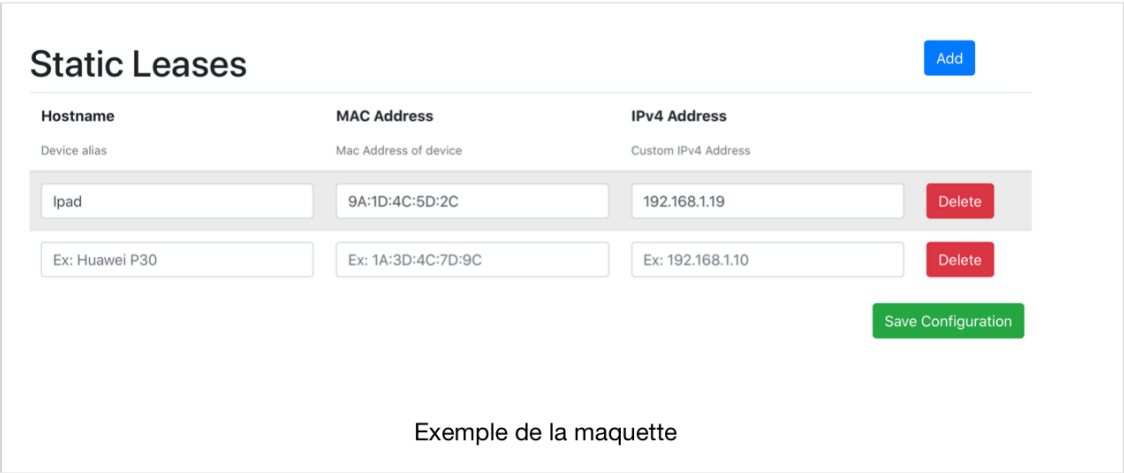 Static Leases Add
Hostname MAC Address IPv4 Address
Device alias Mac Address of device Custom IPv4 Address
Ipad 9A:1D:4C:5D:2C 192.168.1.19 Delete
Ex: Huawei P30 Ex: 1A:3D:4C:7D:9C Ex: 192.168.1.10 Delete
Save Configuration
Exemple de la maquette